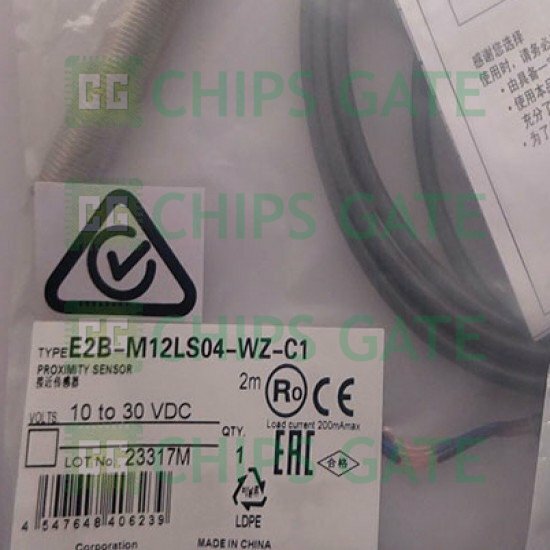 CHIPS GATE
感谢您选择
使用时,请务必
・由具备一
・使用本
充分
・为了
CHIPS GATE
TYPE E2B-M12LS04-WZ-C1
PROXIMITY SENSOR
接近传感器
2m
Ro CE
VOLTS 10 to 30 VDC
Load current 200mAmax
CHIPS GATE
LOT No. 23317M
QTY.
1
EAC
合格
4 547648 406239
LDPE
Corporation
MADE IN CHINA
CHIPS GATE